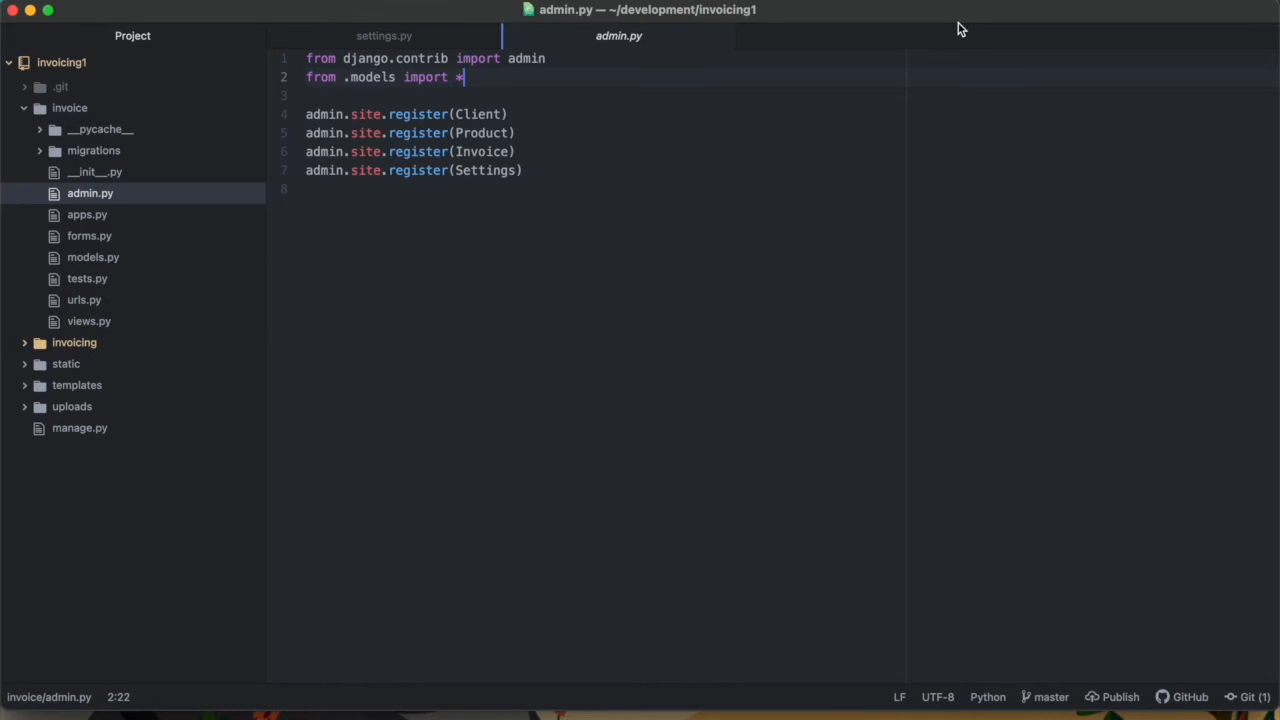 admin.py — ~/development/invoicing1
Project
settings.py
admin.py
invoicing1
.git
invoice
__pycache__
migrations
__init__.py
admin.py
apps.py
forms.py
models.py
tests.py
urls.py
views.py
invoicing
static
templates
uploads
manage.py
1 from django.contrib import admin
2 from .models import *
3
4 admin.site.register(Client)
5 admin.site.register(Product)
6 admin.site.register(Invoice)
7 admin.site.register(Settings)
8
invoice/admin.py 2:22 LF UTF-8 Python master Publish GitHub Git (1)